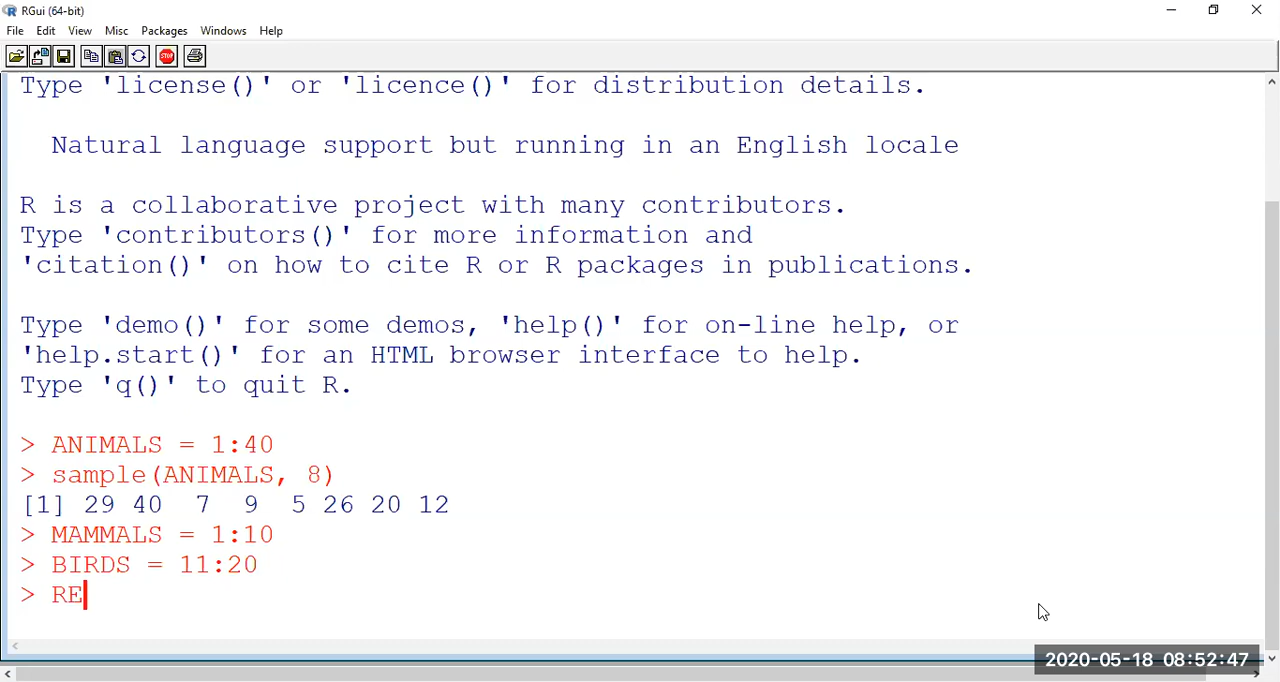 RGui (64-bit)
File Edit View Misc Packages Windows Help
STOP
Type 'license()' or 'licence()' for distribution details.
Natural language support but running in an English locale
R is a collaborative project with many contributors.
Type 'contributors()' for more information and
'citation()' on how to cite R or R packages in publications.
Type 'demo()' for some demos, 'help()' for on-line help, or
'help.start()' for an HTML browser interface to help.
Type 'q()' to quit R.
> ANIMALS = 1:40
> sample(ANIMALS, 8)
[1] 29 40  7  9  5 26 20 12
> MAMMALS = 1:10
> BIRDS = 11:20
> RE
2020-05-18 08:52:47